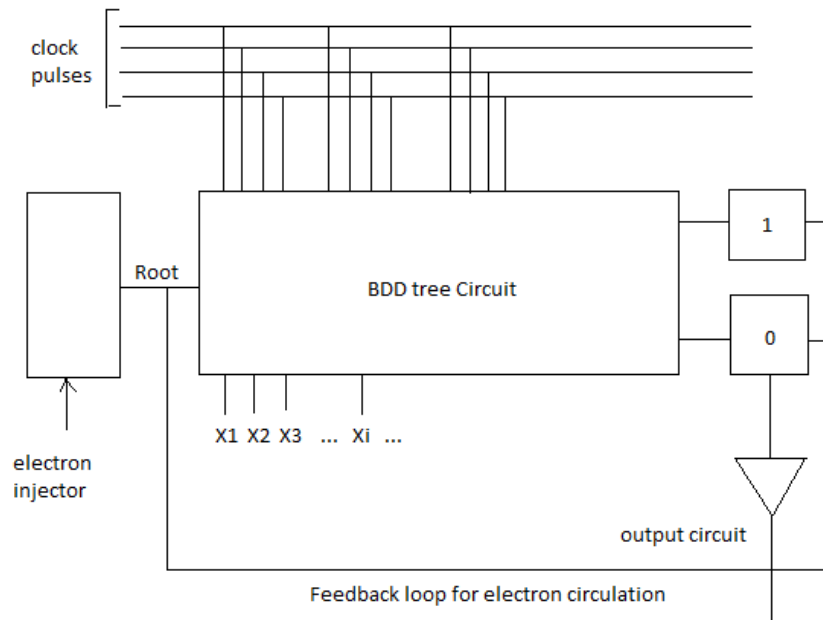 clock
pulses
Root
BDD tree Circuit
1
0
X1 X2 X3 ... Xi ...
electron
injector
output circuit
Feedback loop for electron circulation